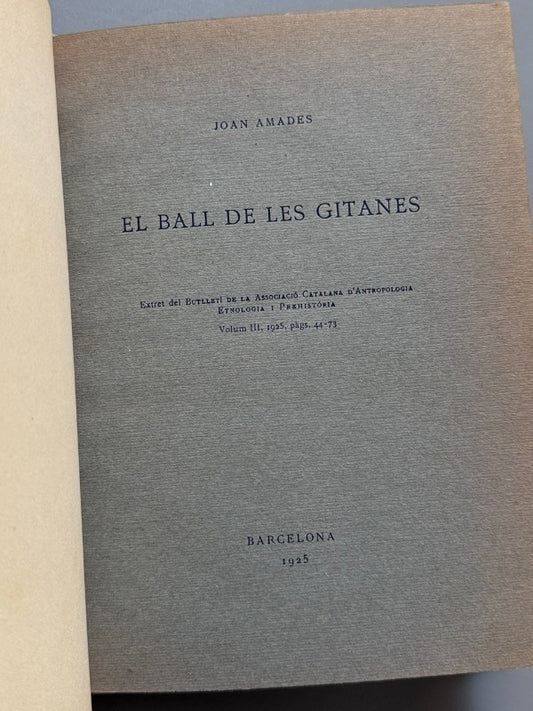 JOAN AMADES
EL BALL DE LES GITANES
Extret del BUTLLETÍ DE LA ASSOCIACIÓ CATALANA D'ANTROPOLOGIA
ETNOLOGIA I PREHISTÒRIA
Volum III, 1925, pàgs. 44-73
BARCELONA
1925